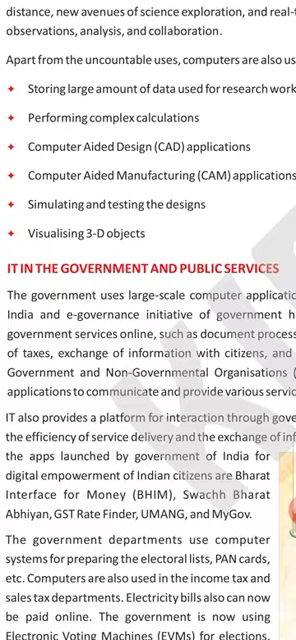 distance, new avenues of science exploration, and real-
observations, analysis, and collaboration.
Apart from the uncountable uses, computers are also us
Storing large amount of data used for research work
Performing complex calculations
Computer Aided Design (CAD) applications
Computer Aided Manufacturing (CAM) applications
Simulating and testing the designs
Visualising 3-D objects
IT IN THE GOVERNMENT AND PUBLIC SERVICES
The government uses large-scale computer applicatio
India and e-governance initiative of government h
government services online, such as document process
of taxes, exchange of information with citizens, and
Government and Non-Governmental Organisations (
applications to communicate and provide various servic
IT also provides a platform for interaction through gove
the efficiency of service delivery and the exchange of inf
the apps launched by government of India for
digital empowerment of Indian citizens are Bharat
Interface for Money (BHIM), Swachh Bharat
Abhiyan, GST Rate Finder, UMANG, and MyGov.
The government departments use computer
systems for preparing the electoral lists, PAN cards,
etc. Computers are also used in the income tax and
sales tax departments. Electricity bills also can now
be paid online. The government is now using
Electronic Voting Machines (EVMs) for elections.